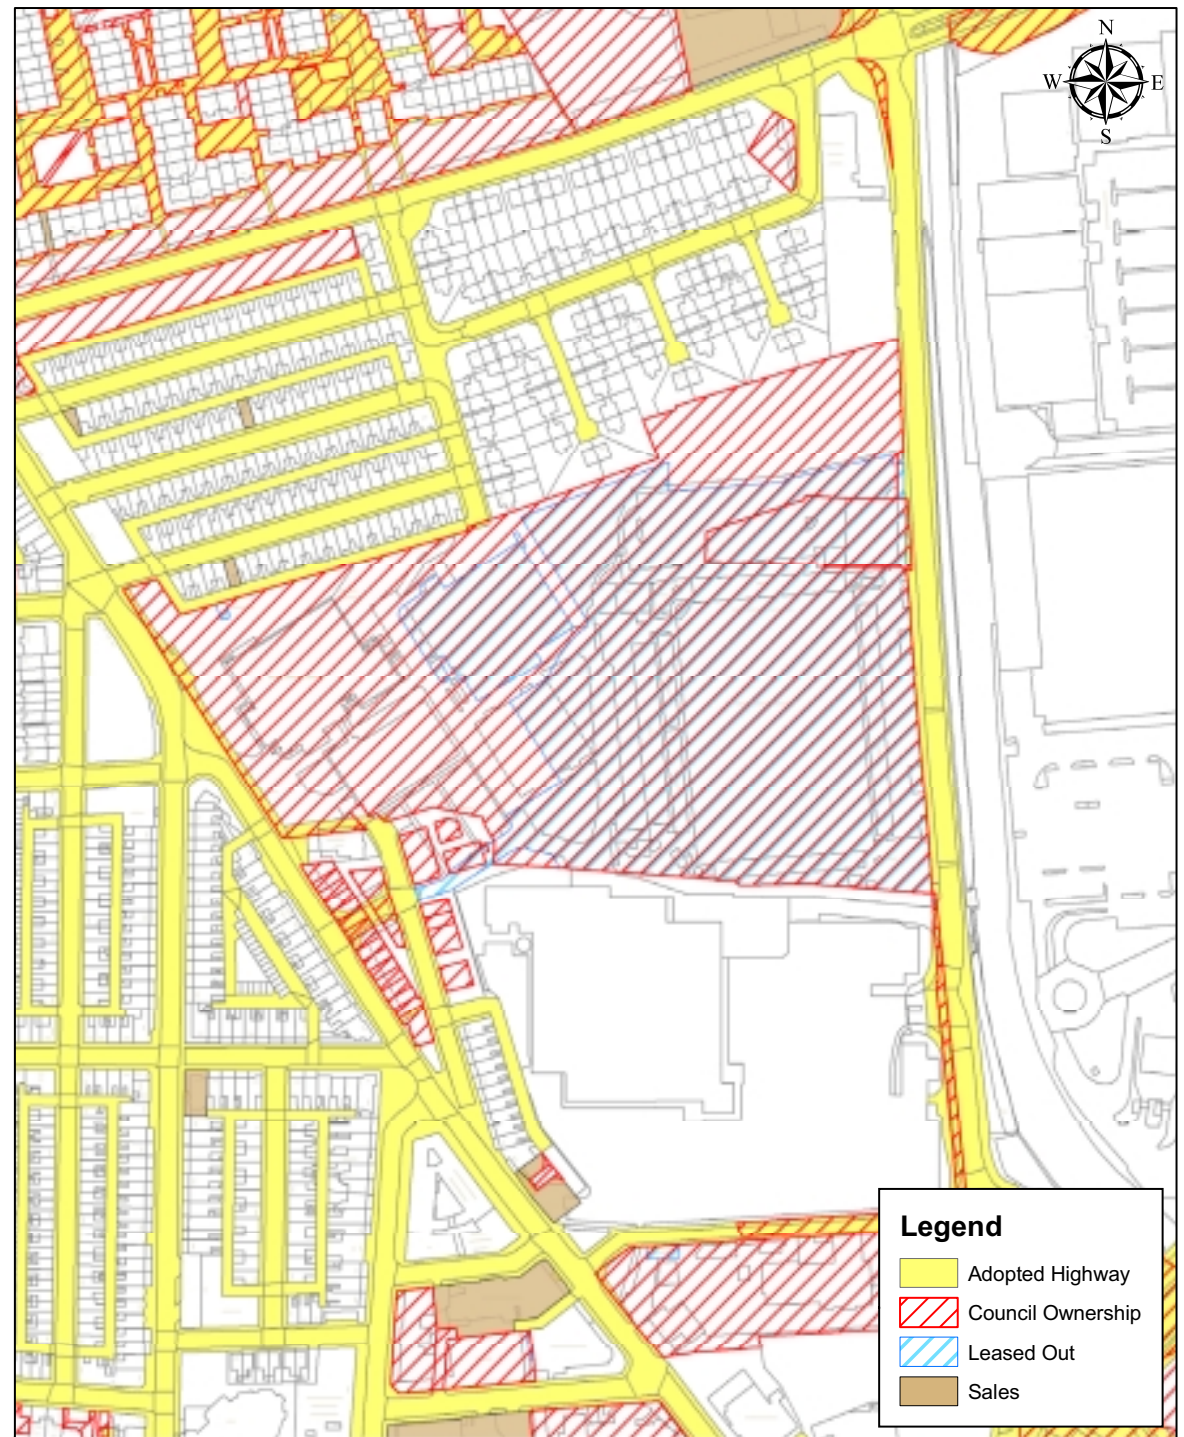 N
W E
S
Legend
Adopted Highway
Council Ownership
Leased Out
Sales